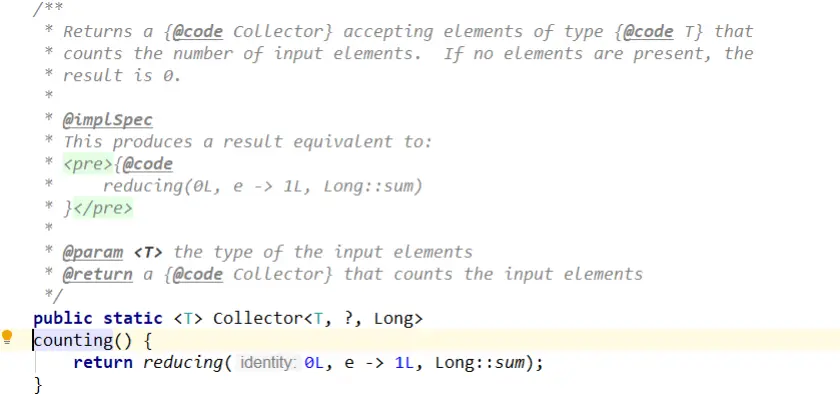 /**
 * Returns a {@code Collector} accepting elements of type {@code T} that
 * counts the number of input elements.  If no elements are present, the
 * result is 0.
 *
 * @implSpec
 * This produces a result equivalent to:
 * <pre>{@code
 *     reducing(0L, e -> 1L, Long::sum)
 * }</pre>
 *
 * @param <T> the type of the input elements
 * @return a {@code Collector} that counts the input elements
 */
public static <T> Collector<T, ?, Long>
counting() {
    return reducing( identity: 0L, e -> 1L, Long::sum);
}